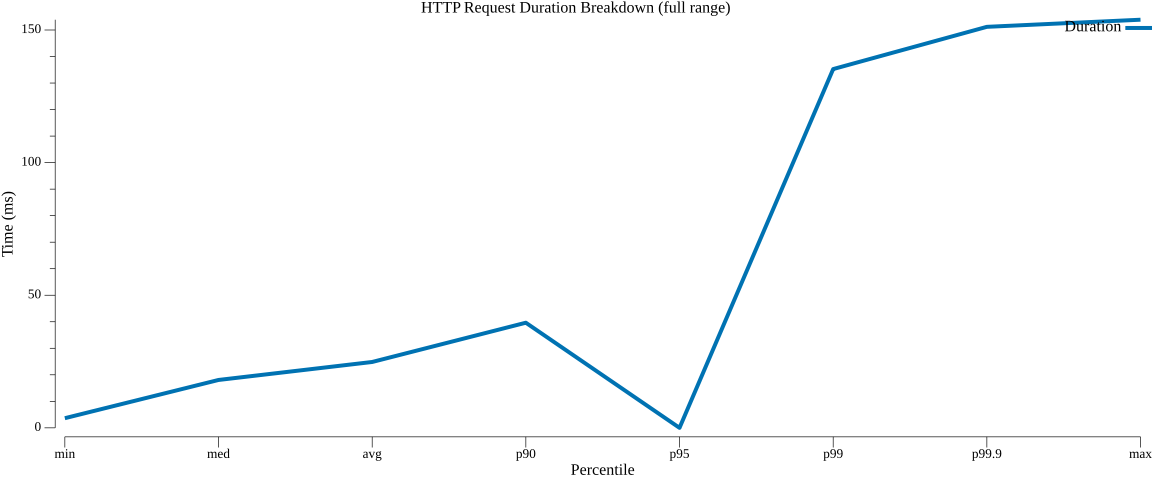 HTTP Request Duration Breakdown (full range)
Duration
150
100
50
0
Time (ms)
min med avg p90 p95 p99 p99.9 max
Percentile